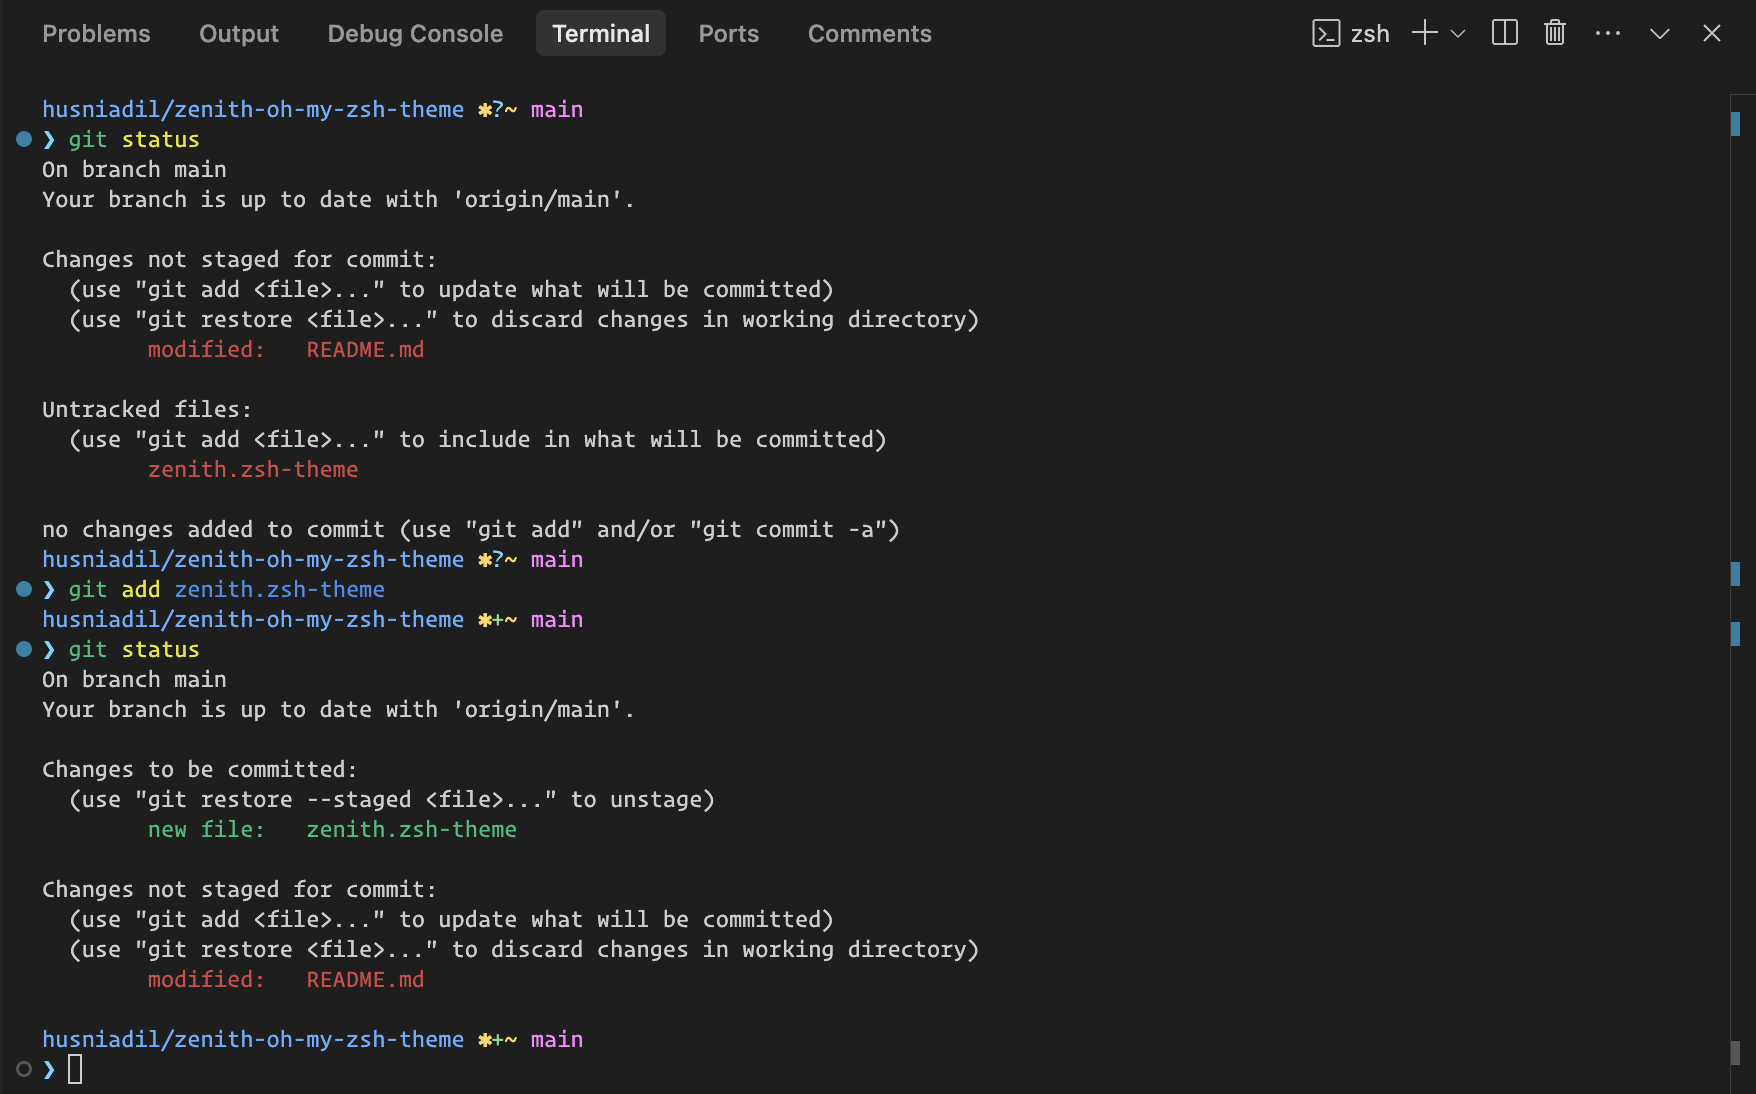 Problems Output Debug Console Terminal Ports Comments zsh
husniadil/zenith-oh-my-zsh-theme ✱?~ main
❯ git status
On branch main
Your branch is up to date with 'origin/main'.
Changes not staged for commit:
  (use "git add <file>..." to update what will be committed)
  (use "git restore <file>..." to discard changes in working directory)
        modified:   README.md
Untracked files:
  (use "git add <file>..." to include in what will be committed)
        zenith.zsh-theme
no changes added to commit (use "git add" and/or "git commit -a")
husniadil/zenith-oh-my-zsh-theme ✱?~ main
❯ git add zenith.zsh-theme
husniadil/zenith-oh-my-zsh-theme ✱+~ main
❯ git status
On branch main
Your branch is up to date with 'origin/main'.
Changes to be committed:
  (use "git restore --staged <file>..." to unstage)
        new file:   zenith.zsh-theme
Changes not staged for commit:
  (use "git add <file>..." to update what will be committed)
  (use "git restore <file>..." to discard changes in working directory)
        modified:   README.md
husniadil/zenith-oh-my-zsh-theme ✱+~ main
❯